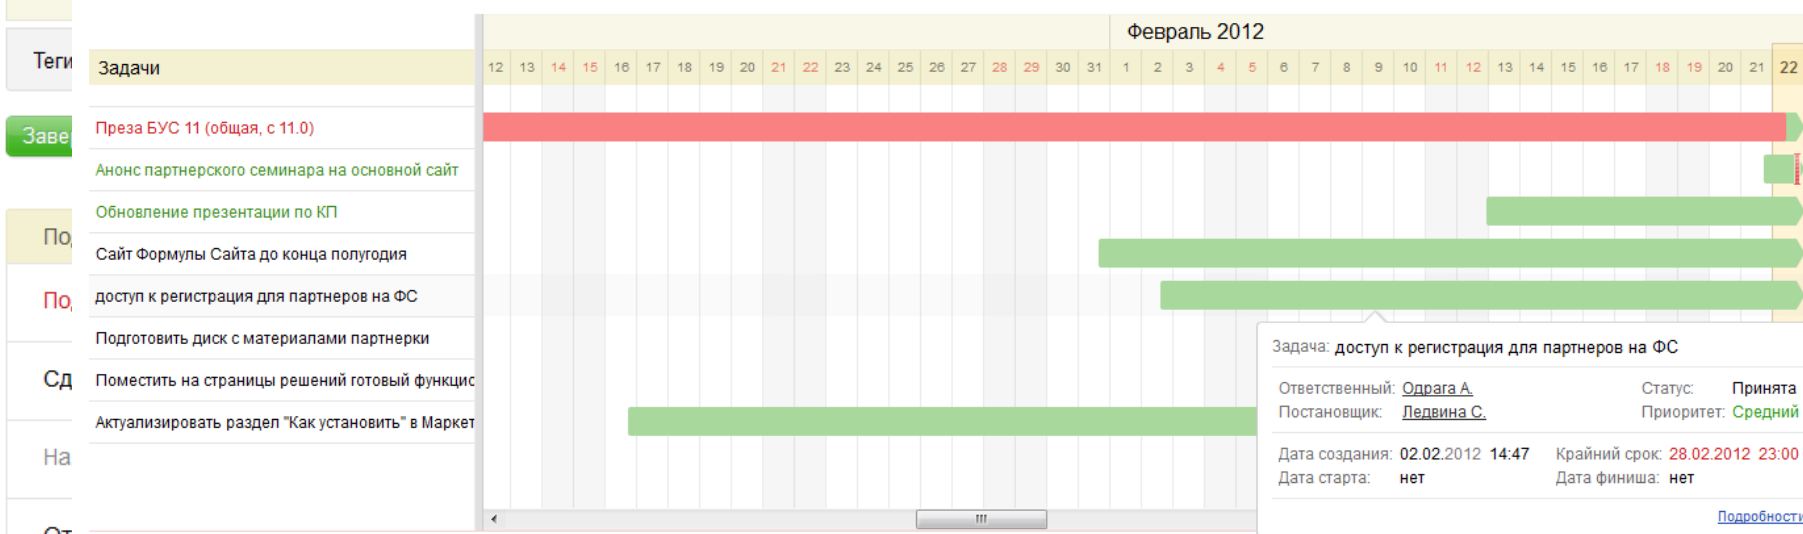 Февраль 2012
Теги
Задачи
12 13 14 15 16 17 18 19 20 21 22 23 24 25 26 27 28 29 30 31 1 2 3 4 5 6 7 8 9 10 11 12 13 14 15 16 17 18 19 20 21 22
Преза БУС 11 (общая, с 11.0)
Заве
Анонс партнерского семинара на основной сайт
Обновление презентации по КП
По
Сайт Формулы Сайта до конца полугодия
По
доступ к регистрация для партнеров на ФС
Подготовить диск с материалами партнерки
Сд
Поместить на страницы решений готовый функцио
Актуализировать раздел "Как установить" в Маркет
На
От
Задача: доступ к регистрация для партнеров на ФС
Ответственный: Одрага А. Статус: Принята
Постановщик: Ледвина С. Приоритет: Средний
Дата создания: 02.02.2012 14:47 Крайний срок: 28.02.2012 23:00
Дата старта: нет Дата финиша: нет
Подробности